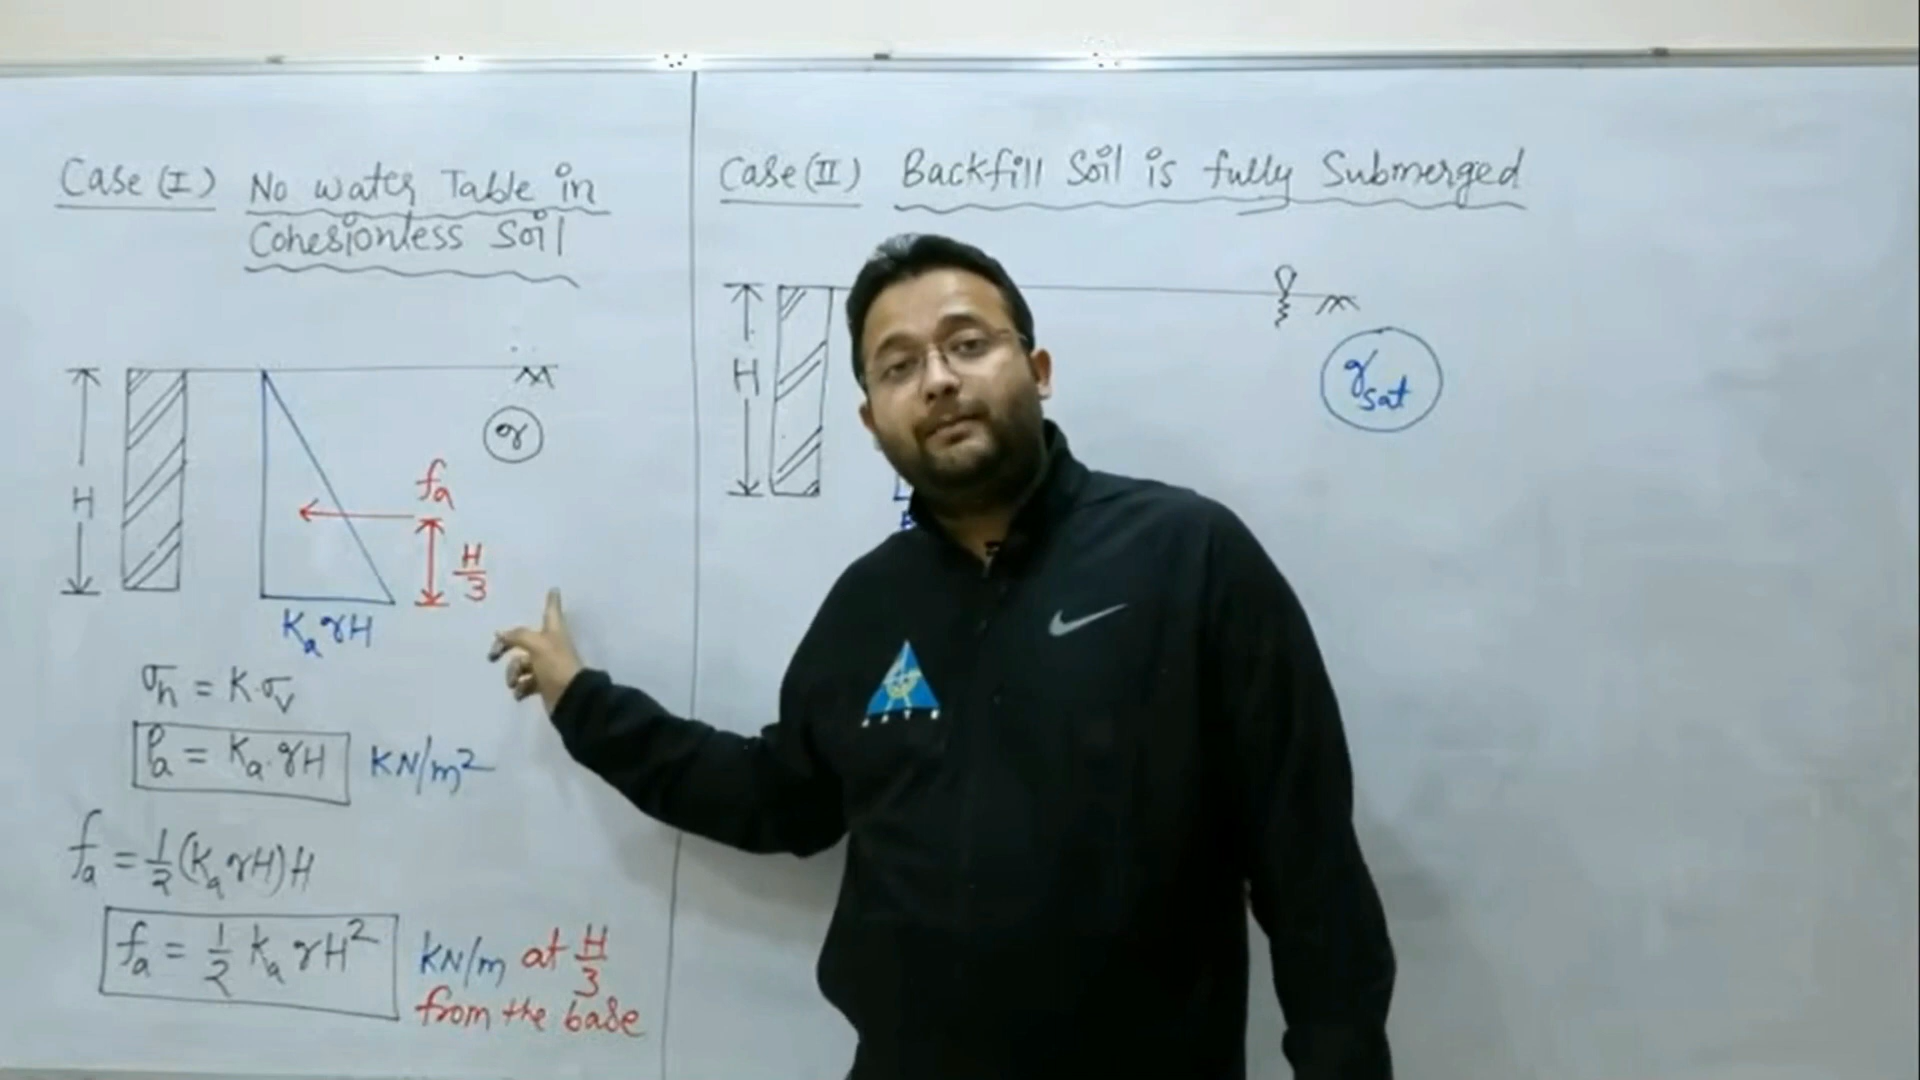 Case (I) No water Table in
Cohesionless Soil
H
γ
fa
H/3
Ka γH
σh = K·σv
Pa = Ka·γH KN/m²
fa = 1/2 (Ka γH) H
fa = 1/2 Ka γH² KN/m at H/3
from the base
Case (II) Backfill Soil is fully Submerged
H
γsat